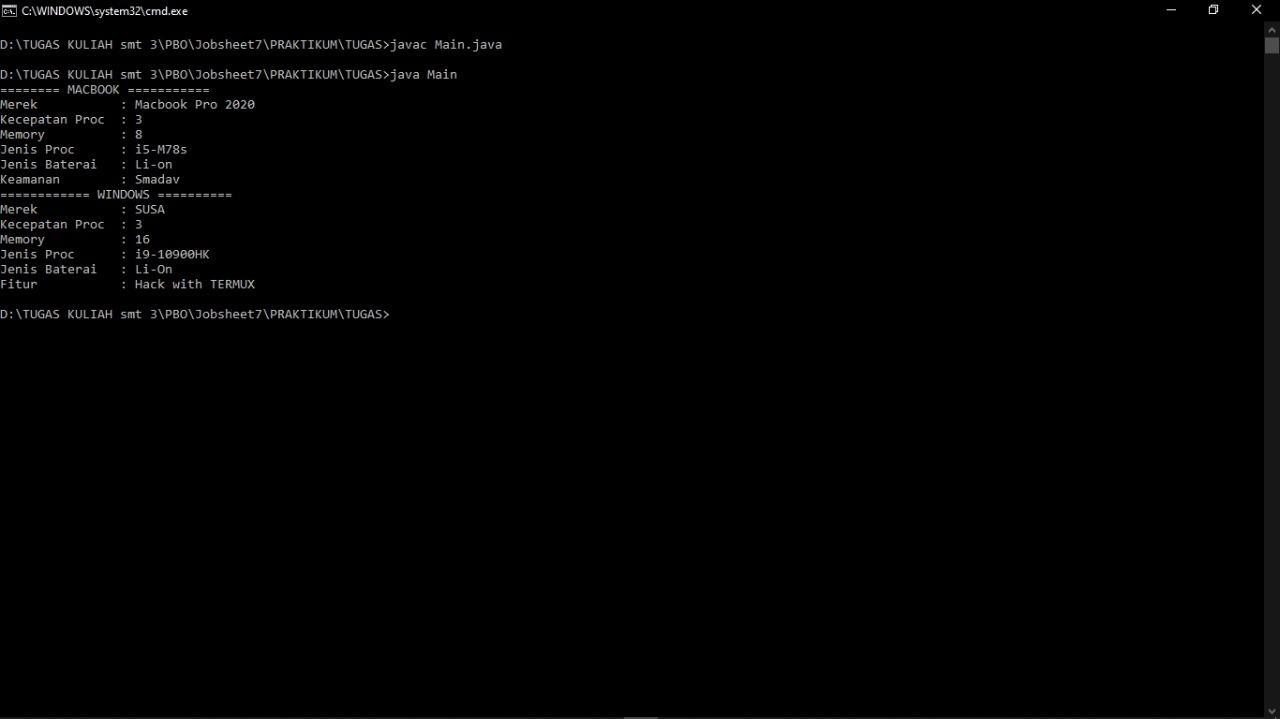 C:\WINDOWS\system32\cmd.exe
D:\TUGAS KULIAH smt 3\PBO\Jobsheet7\PRAKTIKUM\TUGAS>javac Main.java
D:\TUGAS KULIAH smt 3\PBO\Jobsheet7\PRAKTIKUM\TUGAS>java Main
======== MACBOOK ===========
Merek           : Macbook Pro 2020
Kecepatan Proc  : 3
Memory          : 8
Jenis Proc      : i5-M78s
Jenis Baterai   : Li-on
Keamanan        : Smadav
============ WINDOWS ==========
Merek           : SUSA
Kecepatan Proc  : 3
Memory          : 16
Jenis Proc      : i9-10900HK
Jenis Baterai   : Li-On
Fitur           : Hack with TERMUX
D:\TUGAS KULIAH smt 3\PBO\Jobsheet7\PRAKTIKUM\TUGAS>